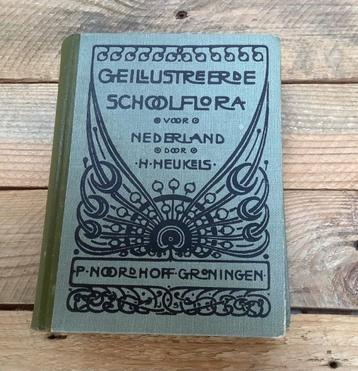 GEÏLLUSTREERDE
SCHOOLFLORA
VOOR
NEDERLAND
DOOR
·H·HEUKELS·
·P·NOORDHOFF·GRONINGEN·